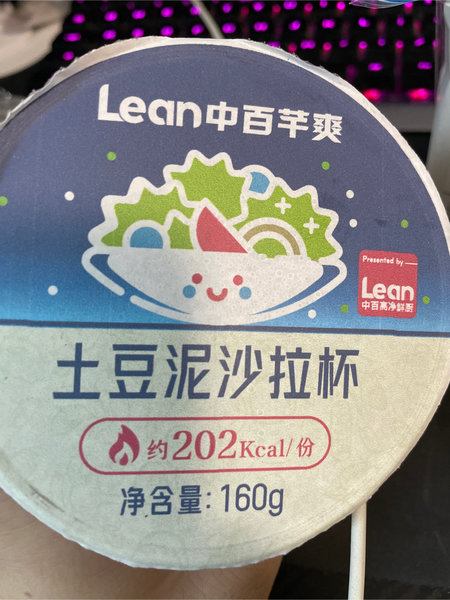 Lean中百芊爽
Presented by
Lean
土豆泥沙拉杯
约202Kcal/份
净含量:160g